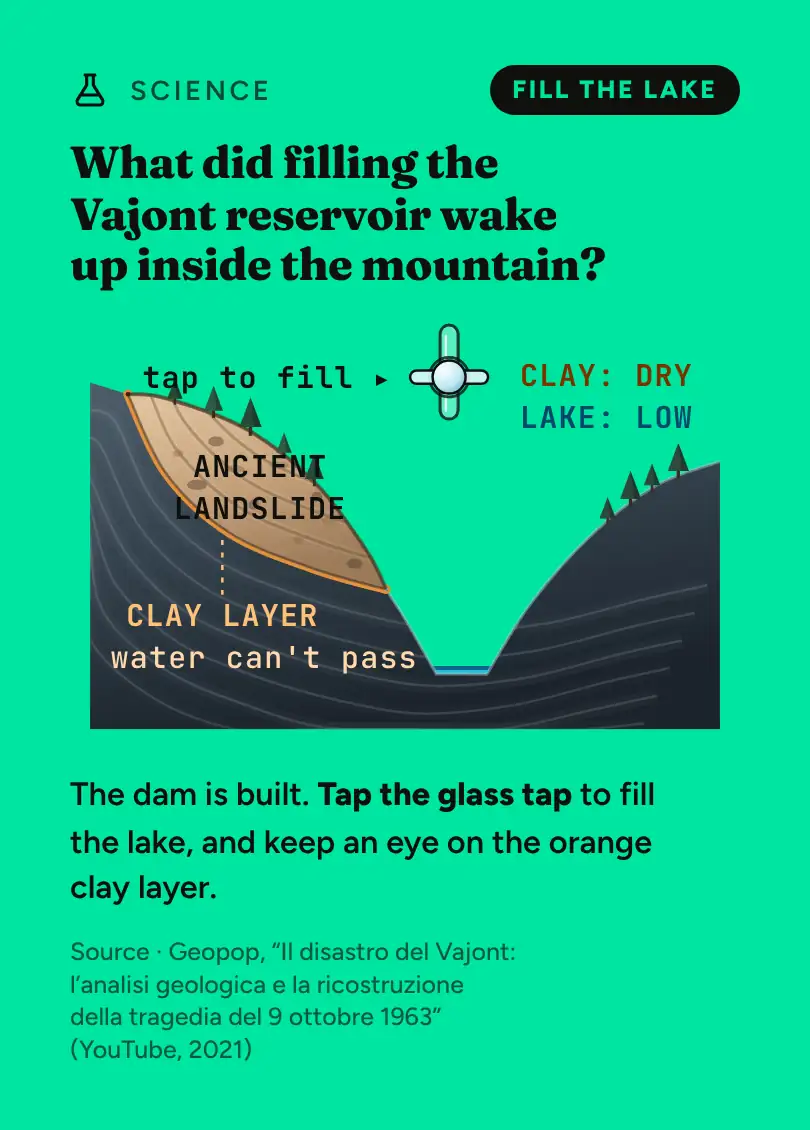 SCIENCE
FILL THE LAKE
What did filling the
Vajont reservoir wake
up inside the mountain?
tap to fill ▸
CLAY: DRY
LAKE: LOW
ANCIENT
LANDSLIDE
CLAY LAYER
water can't pass
The dam is built. Tap the glass tap to fill
the lake, and keep an eye on the orange
clay layer.
Source · Geopop, “Il disastro del Vajont:
l’analisi geologica e la ricostruzione
della tragedia del 9 ottobre 1963”
(YouTube, 2021)